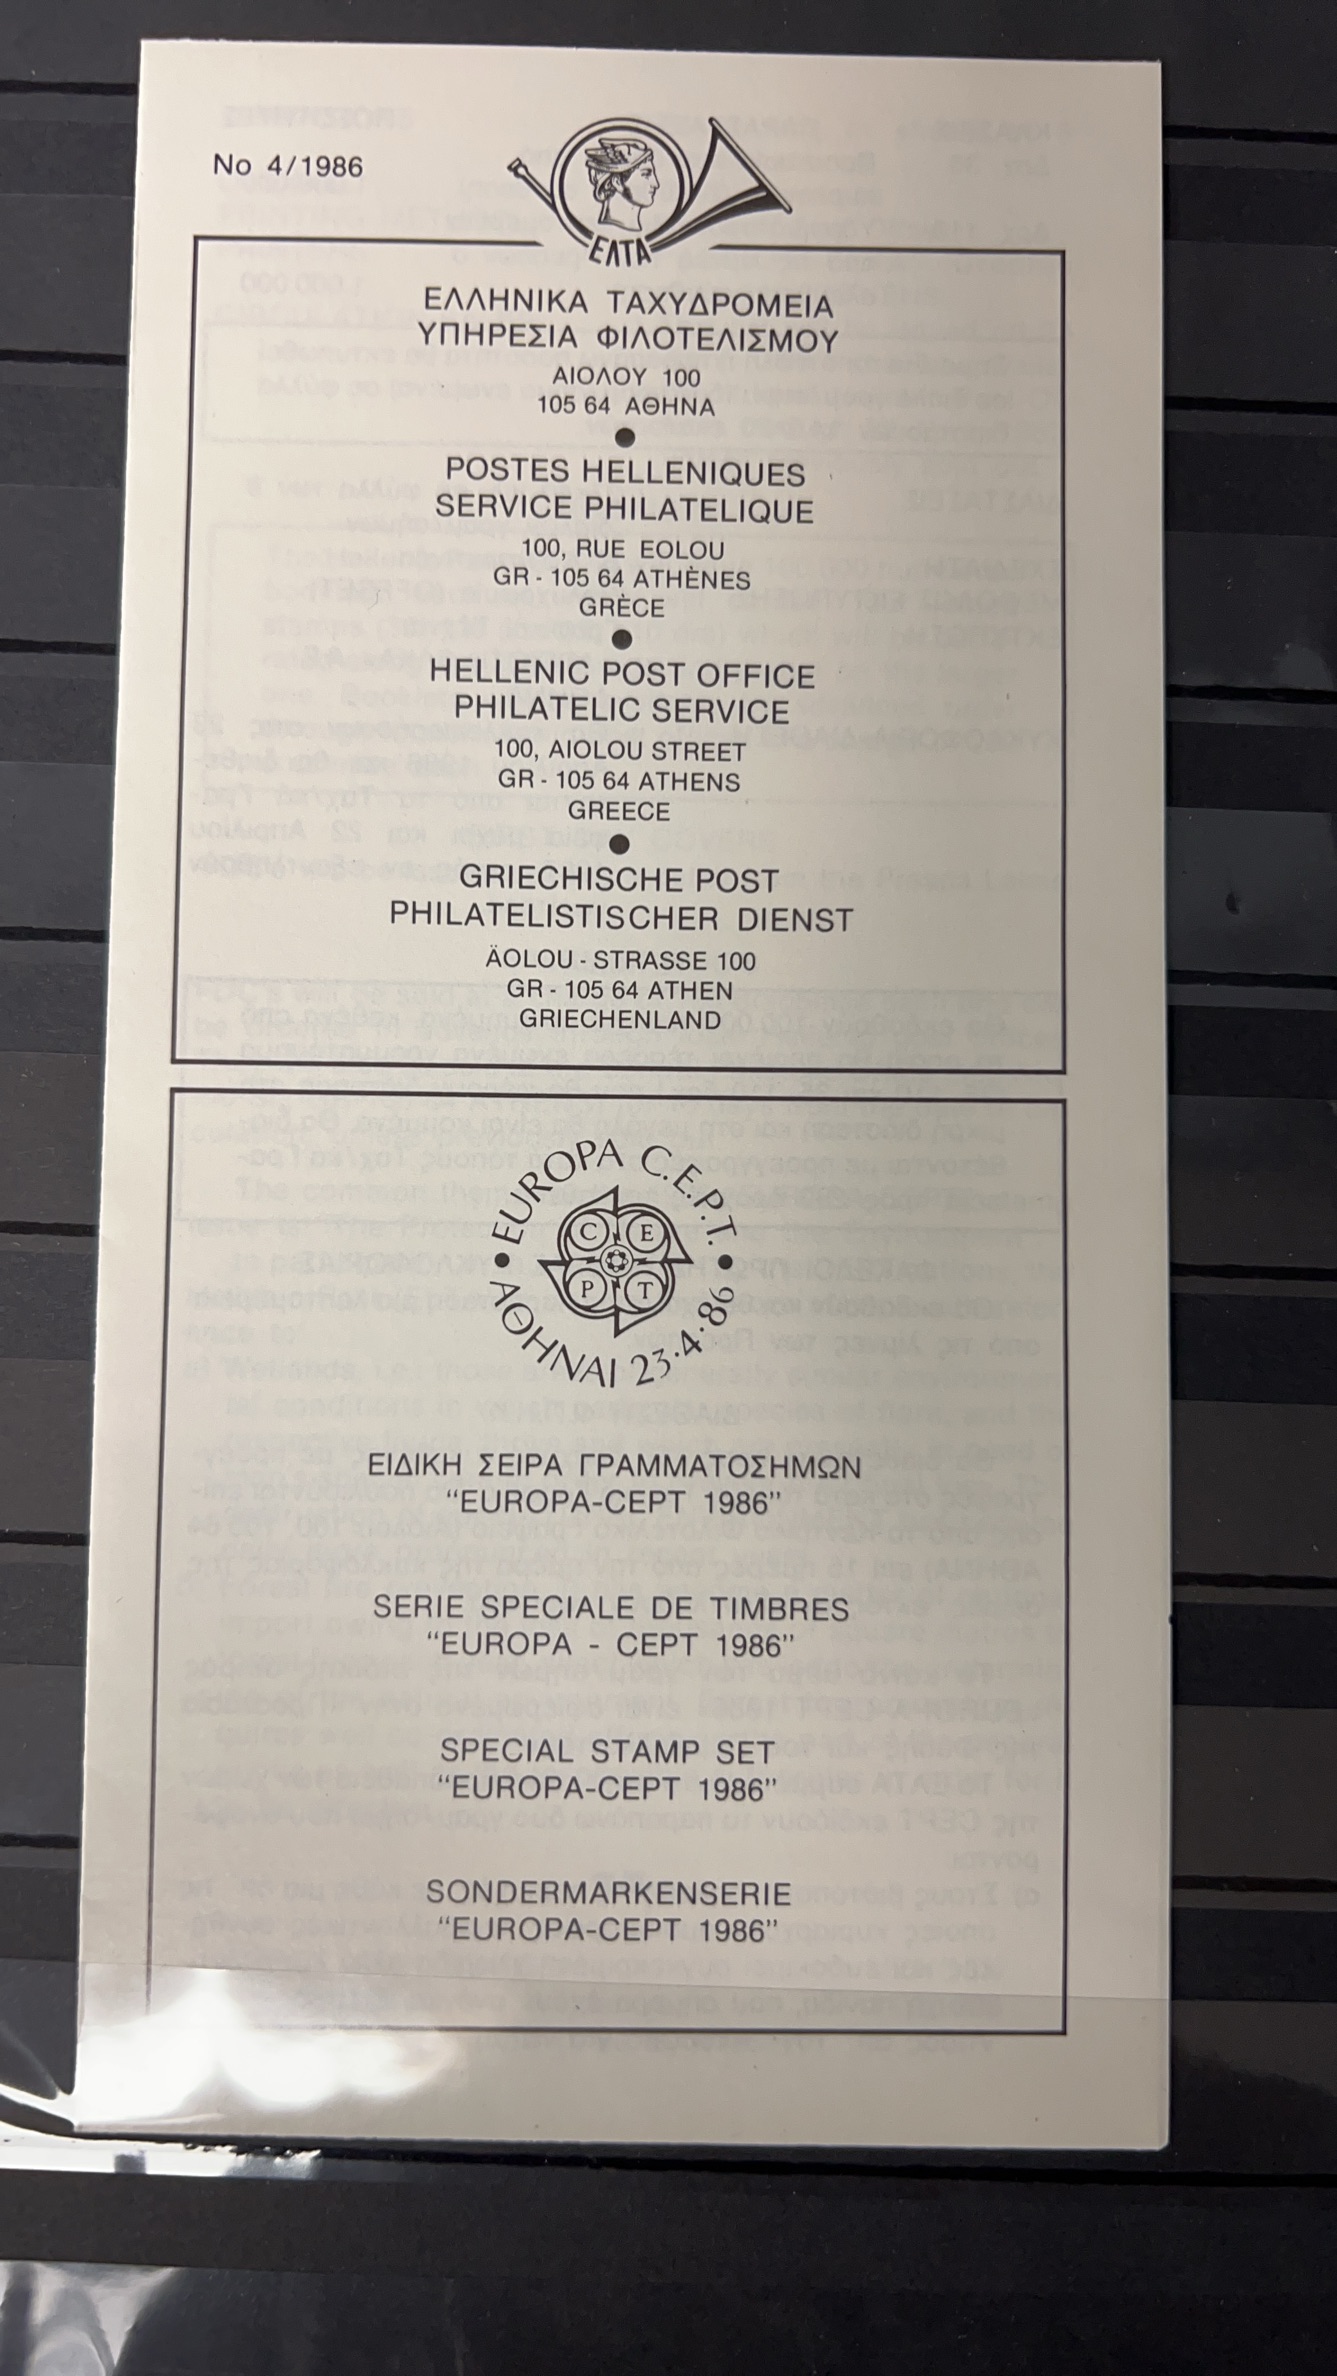 No 4/1986
ΕΛΤΑ
ΕΛΛΗΝΙΚΑ ΤΑΧΥΔΡΟΜΕΙΑ
ΥΠΗΡΕΣΙΑ ΦΙΛΟΤΕΛΙΣΜΟΥ
ΑΙΟΛΟΥ 100
105 64 ΑΘΗΝΑ
POSTES HELLENIQUES
SERVICE PHILATELIQUE
100, RUE EOLOU
GR - 105 64 ATHÈNES
GRÈCE
HELLENIC POST OFFICE
PHILATELIC SERVICE
100, AIOLOU STREET
GR - 105 64 ATHENS
GREECE
GRIECHISCHE POST
PHILATELISTISCHER DIENST
ÄOLOU - STRASSE 100
GR - 105 64 ATHEN
GRIECHENLAND
• EUROPA C.E.P.T. •
C E
P T
ΑΘΗΝΑΙ 23·4·86
ΕΙΔΙΚΗ ΣΕΙΡΑ ΓΡΑΜΜΑΤΟΣΗΜΩΝ
“EUROPA-CEPT 1986”
SERIE SPECIALE DE TIMBRES
“EUROPA - CEPT 1986”
SPECIAL STAMP SET
“EUROPA-CEPT 1986”
SONDERMARKENSERIE
“EUROPA-CEPT 1986”